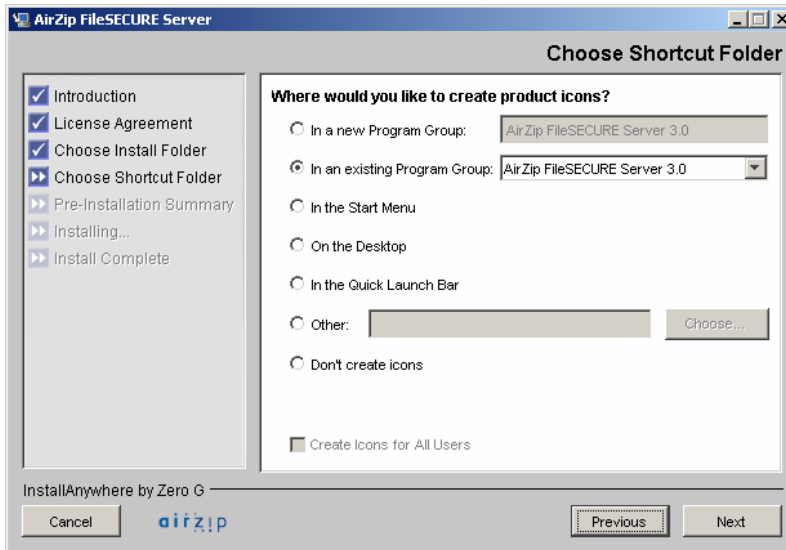 AirZip FileSECURE Server
Choose Shortcut Folder
Introduction
License Agreement
Choose Install Folder
Choose Shortcut Folder
Pre-Installation Summary
Installing...
Install Complete
Where would you like to create product icons?
In a new Program Group: AirZip FileSECURE Server 3.0
In an existing Program Group: AirZip FileSECURE Server 3.0
In the Start Menu
On the Desktop
In the Quick Launch Bar
Other: Choose...
Don't create icons
Create Icons for All Users
InstallAnywhere by Zero G
Cancel airzip Previous Next